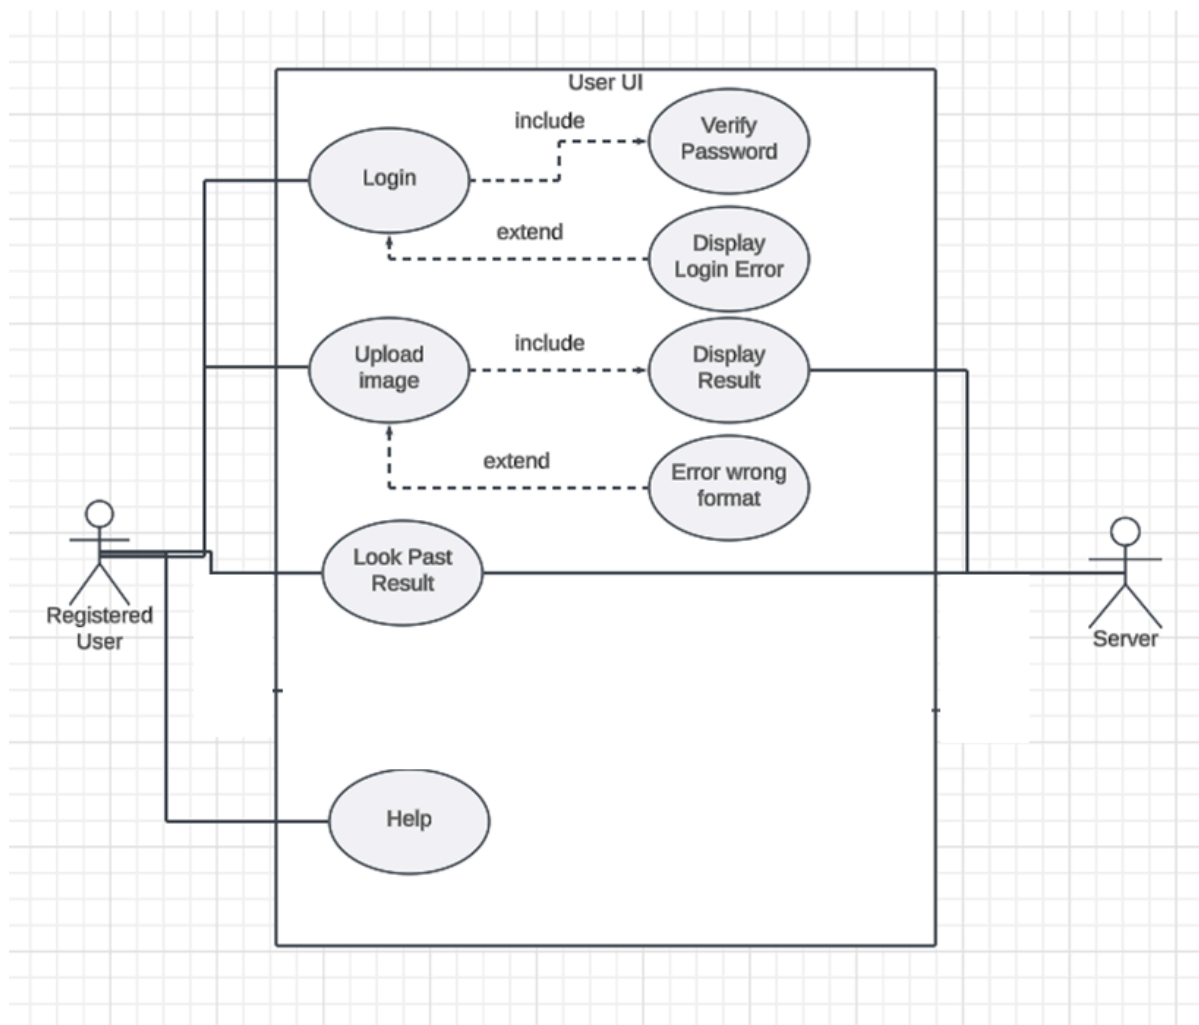 User UI
include
Verify
Password
Login
extend
Display
Login Error
include
Upload
image
Display
Result
extend
Error wrong
format
Look Past
Result
Registered
User
Server
Help